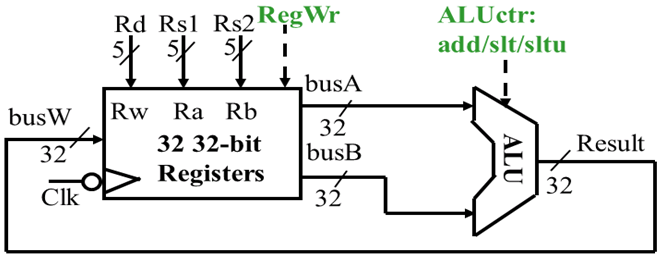 Rd Rs1 Rs2 RegWr ALUctr:
add/slt/sltu
5 5 5
busW Rw Ra Rb busA
32 32 32-bit 32
Registers busB
Clk 32
ALU
Result
32